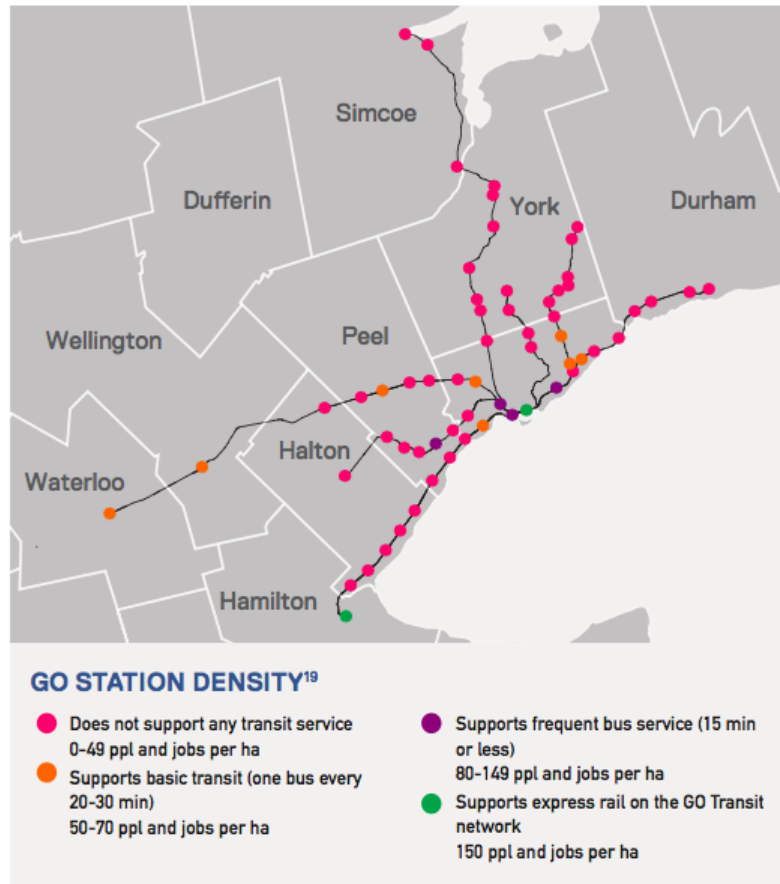 Simcoe
Dufferin
York
Durham
Wellington
Peel
Halton
Waterloo
Hamilton
GO STATION DENSITY¹⁹
Does not support any transit service
0-49 ppl and jobs per ha
Supports basic transit (one bus every
20-30 min)
50-70 ppl and jobs per ha
Supports frequent bus service (15 min
or less)
80-149 ppl and jobs per ha
Supports express rail on the GO Transit
network
150 ppl and jobs per ha